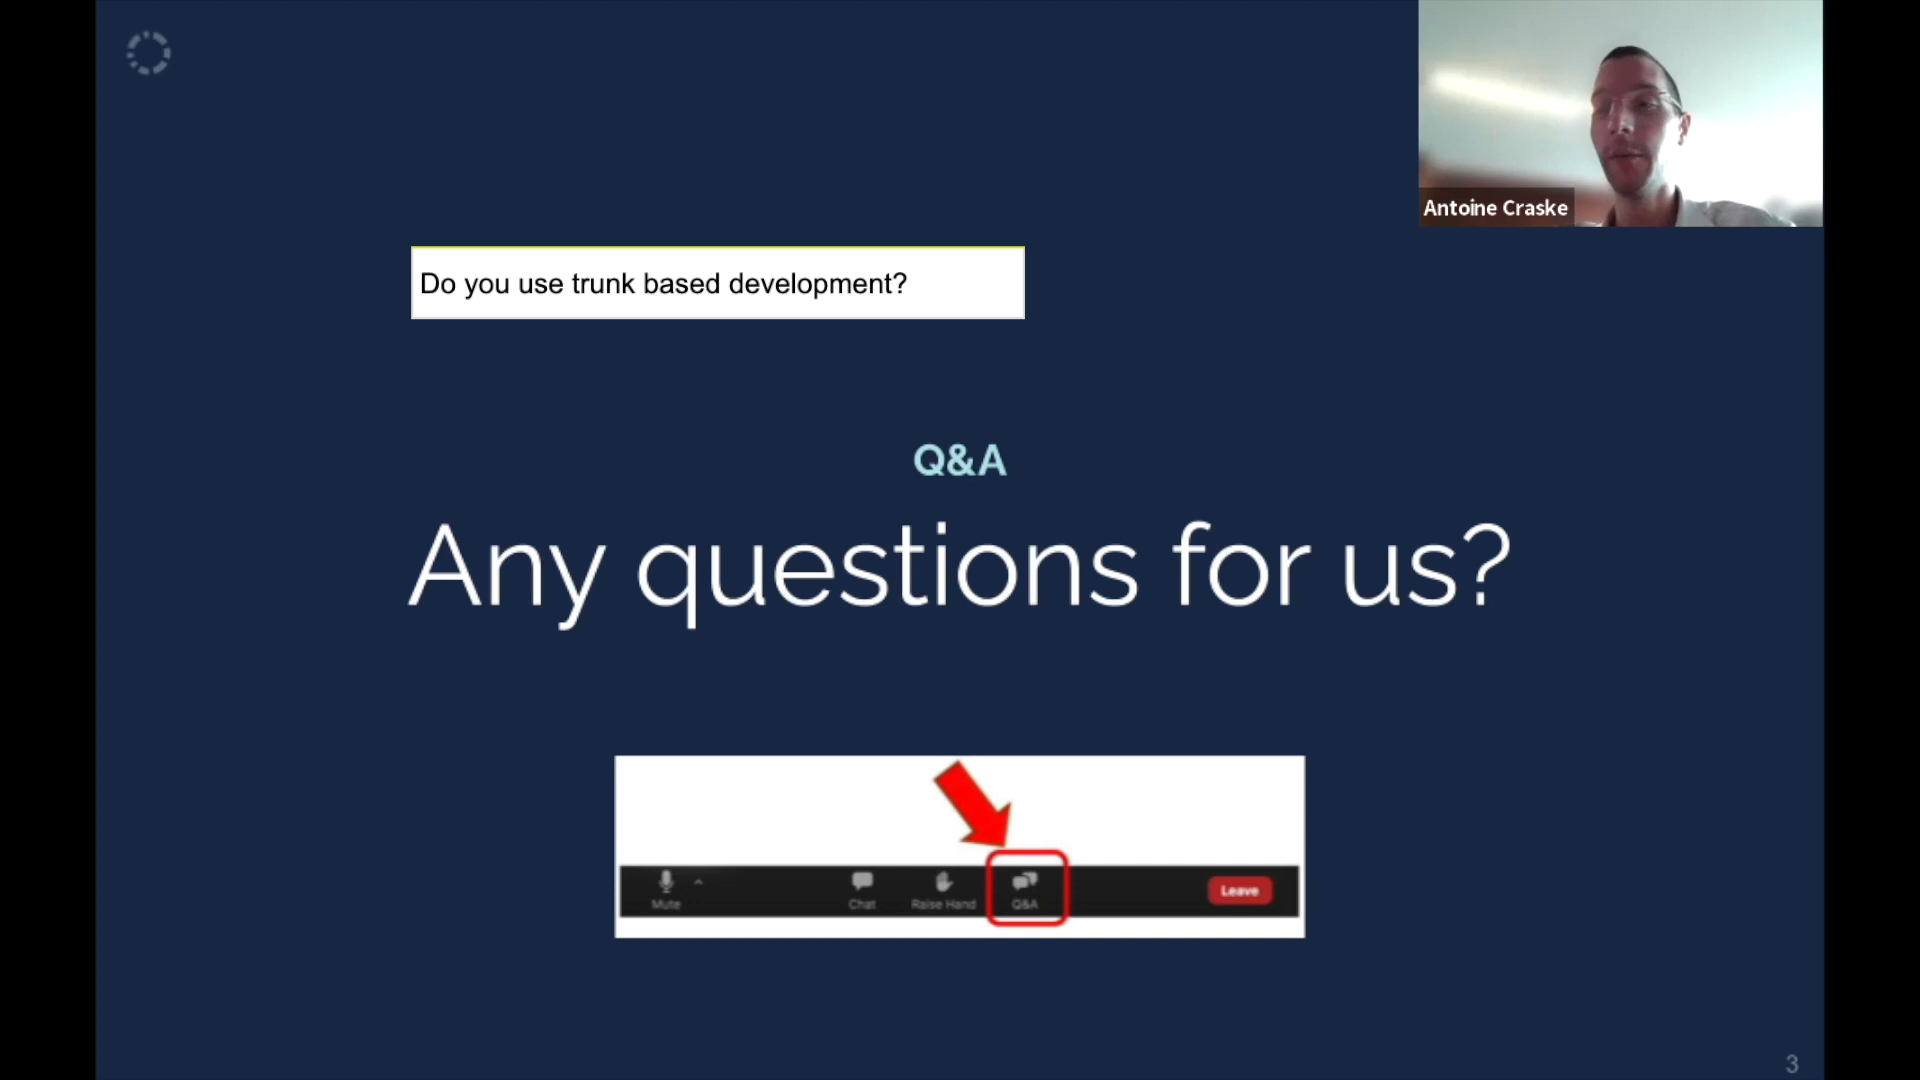 Antoine Craske
Do you use trunk based development?
Q&A
Any questions for us?
Mute
Chat
Raise Hand
Q&A
Leave
3